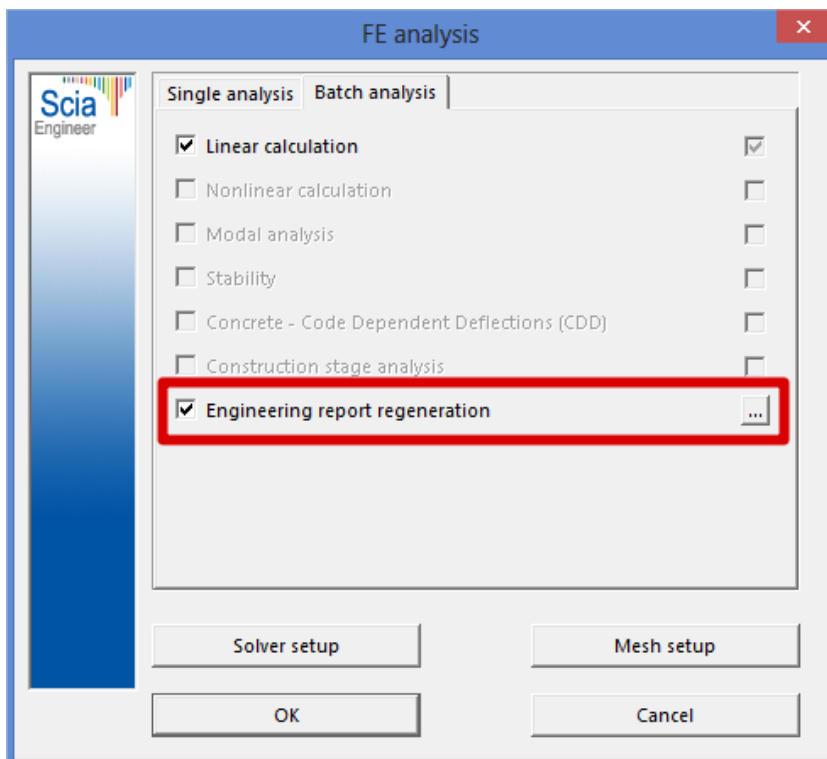 FE analysis
Scia
Engineer
Single analysis Batch analysis
Linear calculation
Nonlinear calculation
Modal analysis
Stability
Concrete - Code Dependent Deflections (CDD)
Construction stage analysis
Engineering report regeneration ...
Solver setup Mesh setup
OK Cancel